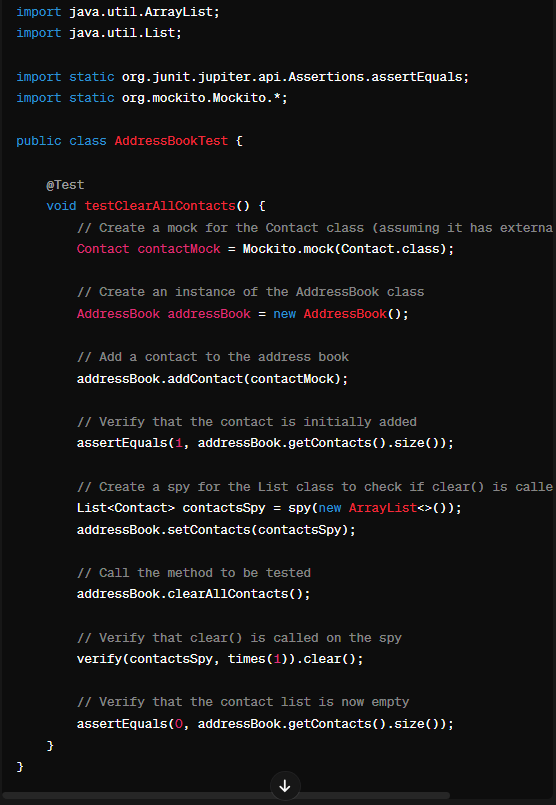 import java.util.ArrayList;
import java.util.List;
import static org.junit.jupiter.api.Assertions.assertEquals;
import static org.mockito.Mockito.*;
public class AddressBookTest {
@Test
void testClearAllContacts() {
// Create a mock for the Contact class (assuming it has externa
Contact contactMock = Mockito.mock(Contact.class);
// Create an instance of the AddressBook class
AddressBook addressBook = new AddressBook();
// Add a contact to the address book
addressBook.addContact(contactMock);
// Verify that the contact is initially added
assertEquals(1, addressBook.getContacts().size());
// Create a spy for the List class to check if clear() is calle
List<Contact> contactsSpy = spy(new ArrayList<>());
addressBook.setContacts(contactsSpy);
// Call the method to be tested
addressBook.clearAllContacts();
// Verify that clear() is called on the spy
verify(contactsSpy, times(1)).clear();
// Verify that the contact list is now empty
assertEquals(0, addressBook.getContacts().size());
}
}